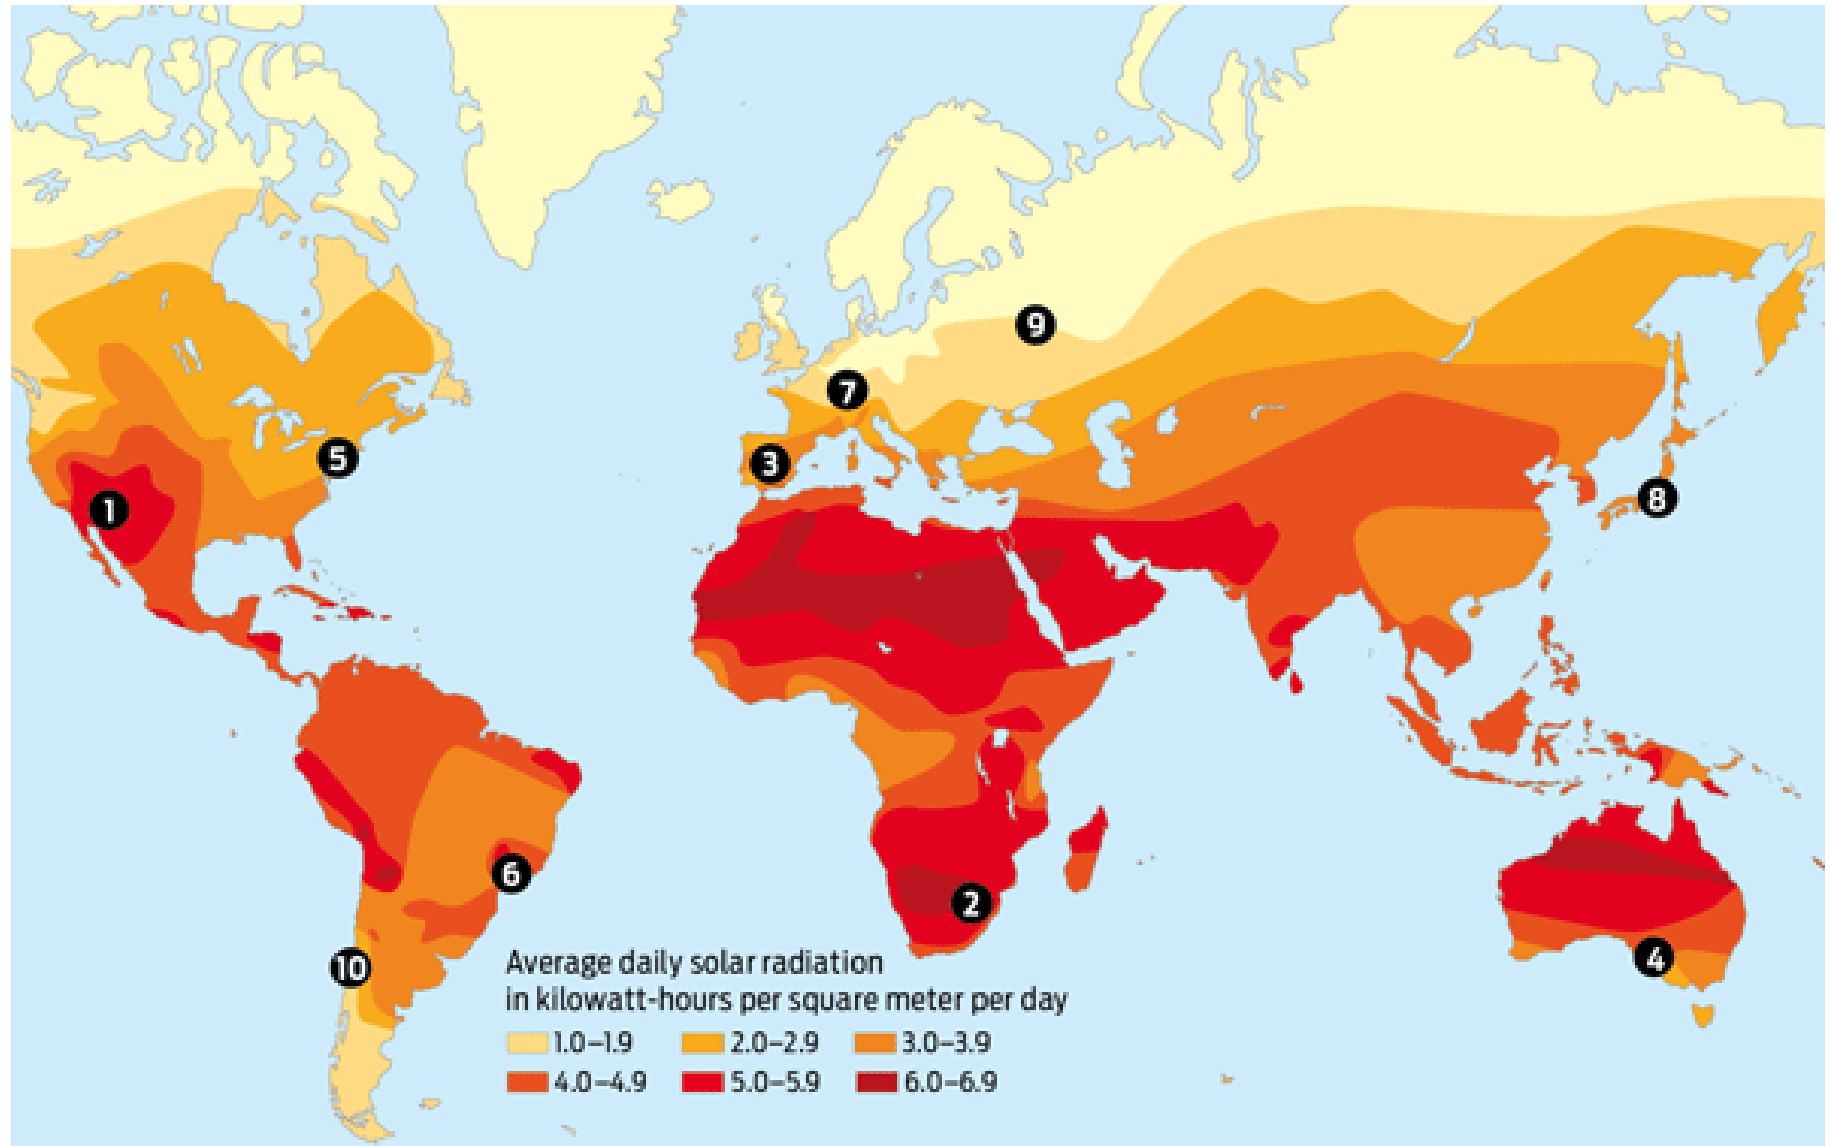 9
7
5
3
8
1
6
2
4
10
Average daily solar radiation
in kilowatt-hours per square meter per day
1.0–1.9 2.0–2.9 3.0–3.9
4.0–4.9 5.0–5.9 6.0–6.9